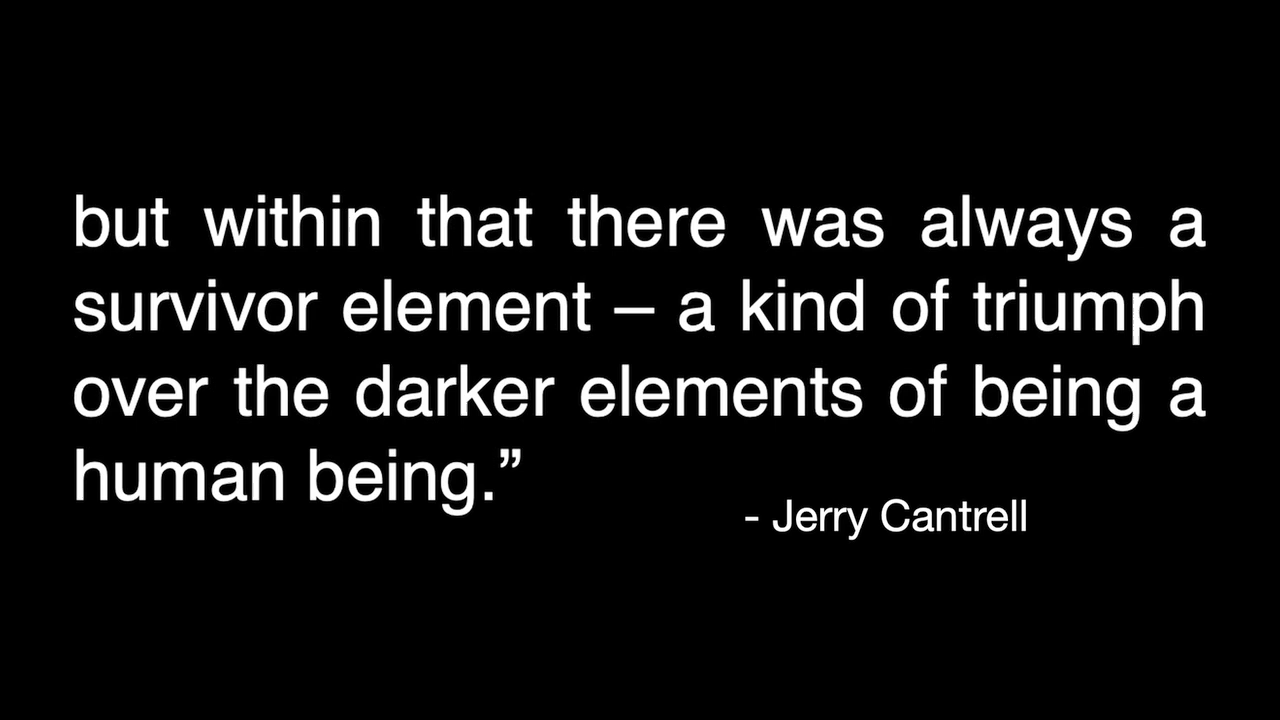 but within that there was always a
survivor element – a kind of triumph
over the darker elements of being a
human being.”
- Jerry Cantrell